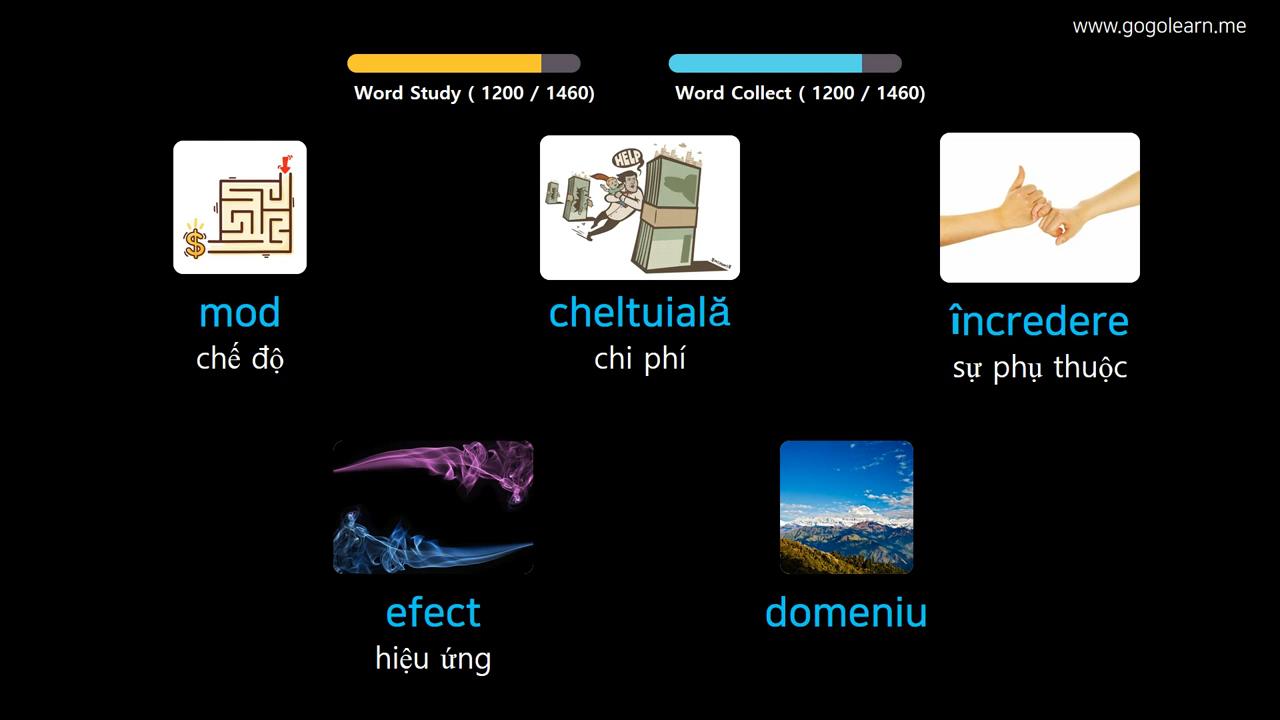 www.gogolearn.me
Word Study ( 1200 / 1460)
Word Collect ( 1200 / 1460)
HELP
mod
chế độ
cheltuială
chi phí
încredere
sự phụ thuộc
efect
hiệu ứng
domeniu